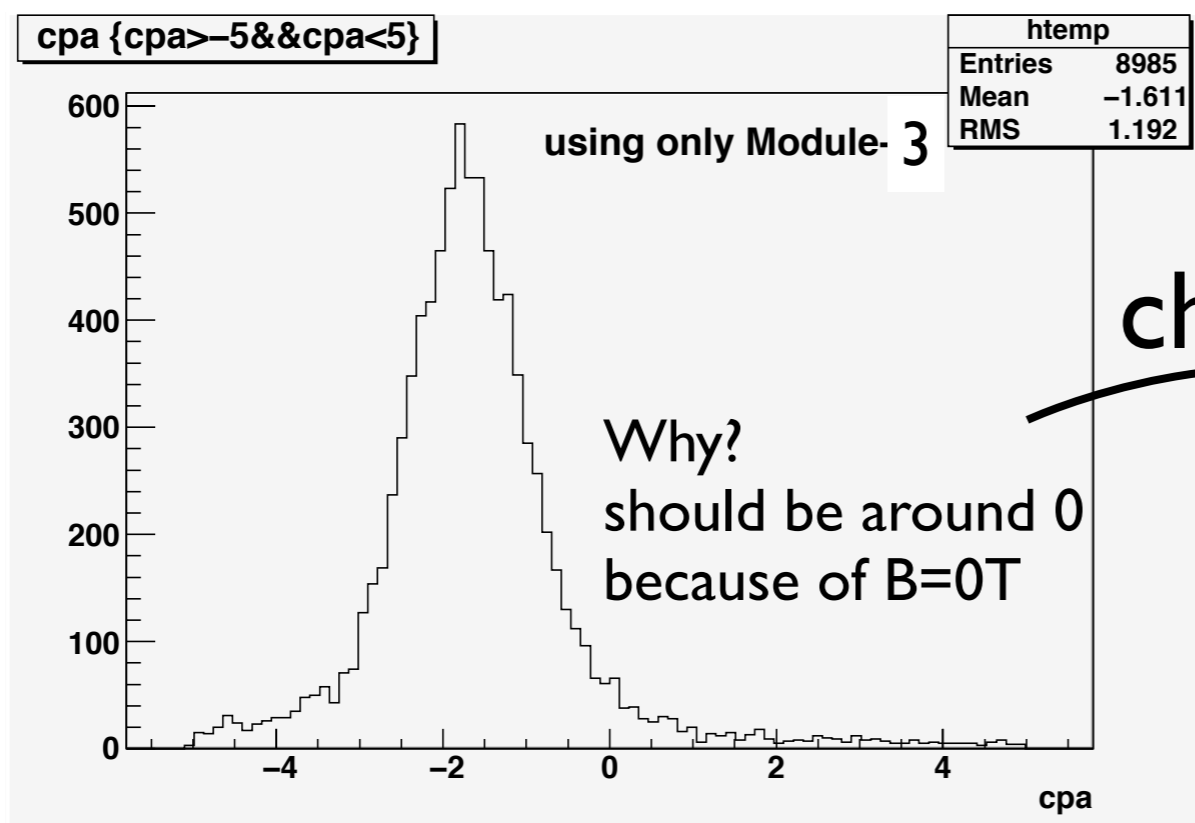 cpa {cpa>−5&&cpa<5}
htemp
Entries 8985
Mean −1.611
RMS 1.192
using only Module- 3
600
500
400
300
200
100
0
ch
Why?
should be around 0
because of B=0T
−4 −2 0 2 4
cpa